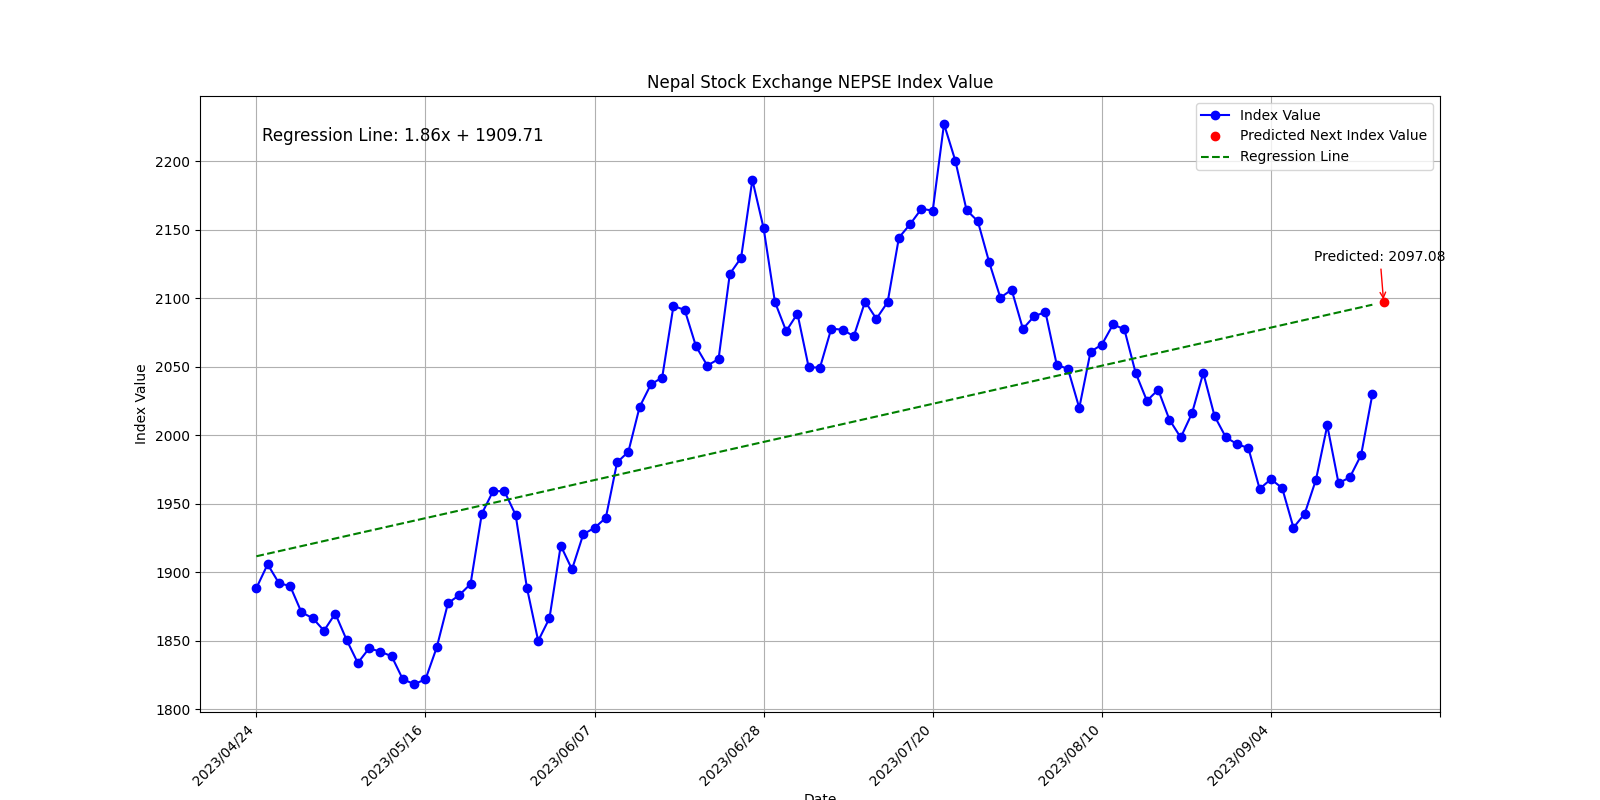 Nepal Stock Exchange NEPSE Index Value
Regression Line: 1.86x + 1909.71
Index Value
Predicted Next Index Value
Regression Line
Predicted: 2097.08
Index Value
2200
2150
2100
2050
2000
1950
1900
1850
1800
2023/04/24
2023/05/16
2023/06/07
2023/06/28
2023/07/20
2023/08/10
2023/09/04
Date